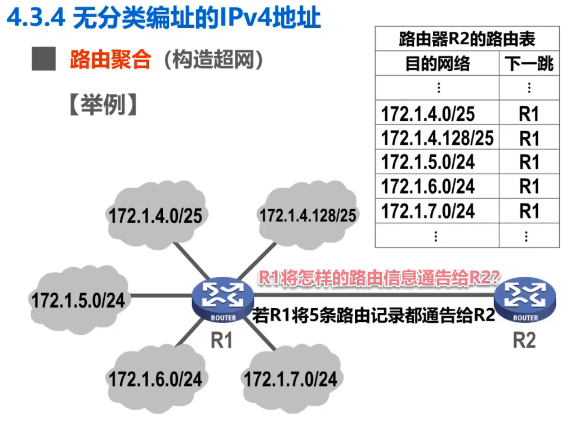 4.3.4 无分类编址的IPv4地址
路由聚合（构造超网）
【举例】
路由器R2的路由表
目的网络 下一跳
⋮ ⋮
172.1.4.0/25 R1
172.1.4.128/25 R1
172.1.5.0/24 R1
172.1.6.0/24 R1
172.1.7.0/24 R1
⋮ ⋮
172.1.4.0/25
172.1.4.128/25
R1将怎样的路由信息通告给R2?
172.1.5.0/24
ROUTER
ROUTER
若R1将5条路由记录都通告给R2
R1
R2
172.1.6.0/24
172.1.7.0/24